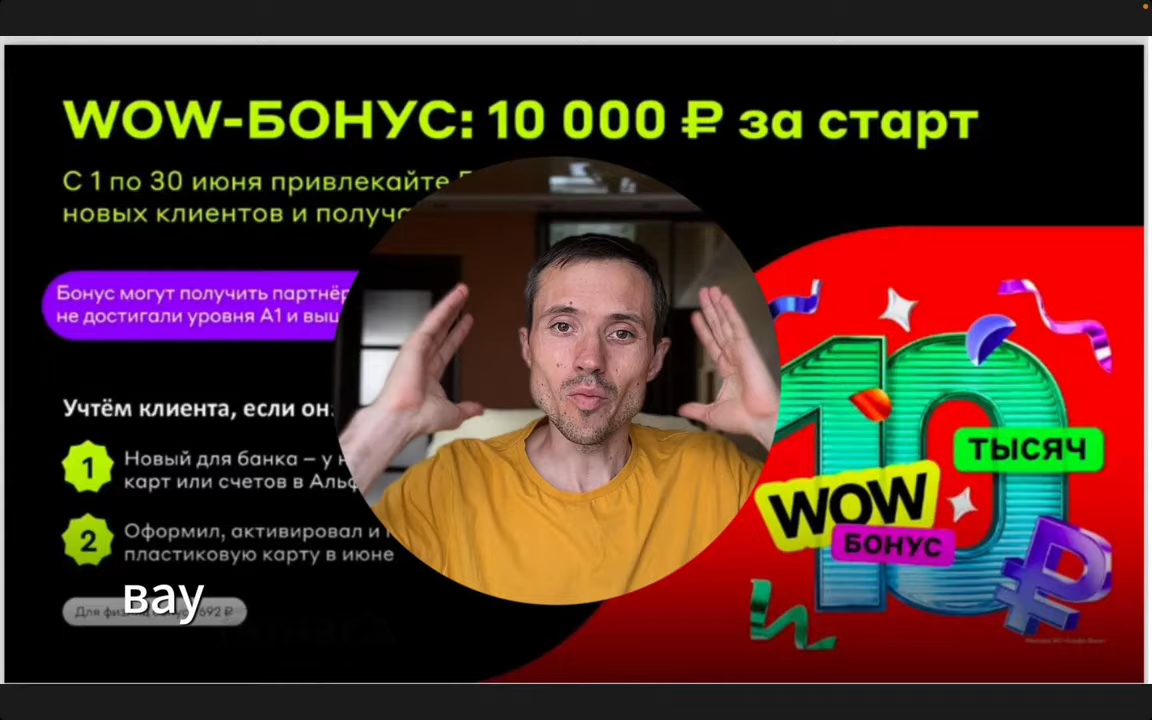 WOW-БОНУС: 10 000 ₽ за старт
С 1 по 30 июня привлекайте
новых клиентов и получа
Бонус могут получить партнёр
не достигали уровня А1 и выш
Учтём клиента, если он:
1 Новый для банка – у н
карт или счетов в Альф
2 Оформил, активировал и
пластиковую карту в июне
вау
10
ТЫСЯЧ
WOW
БОНУС
₽